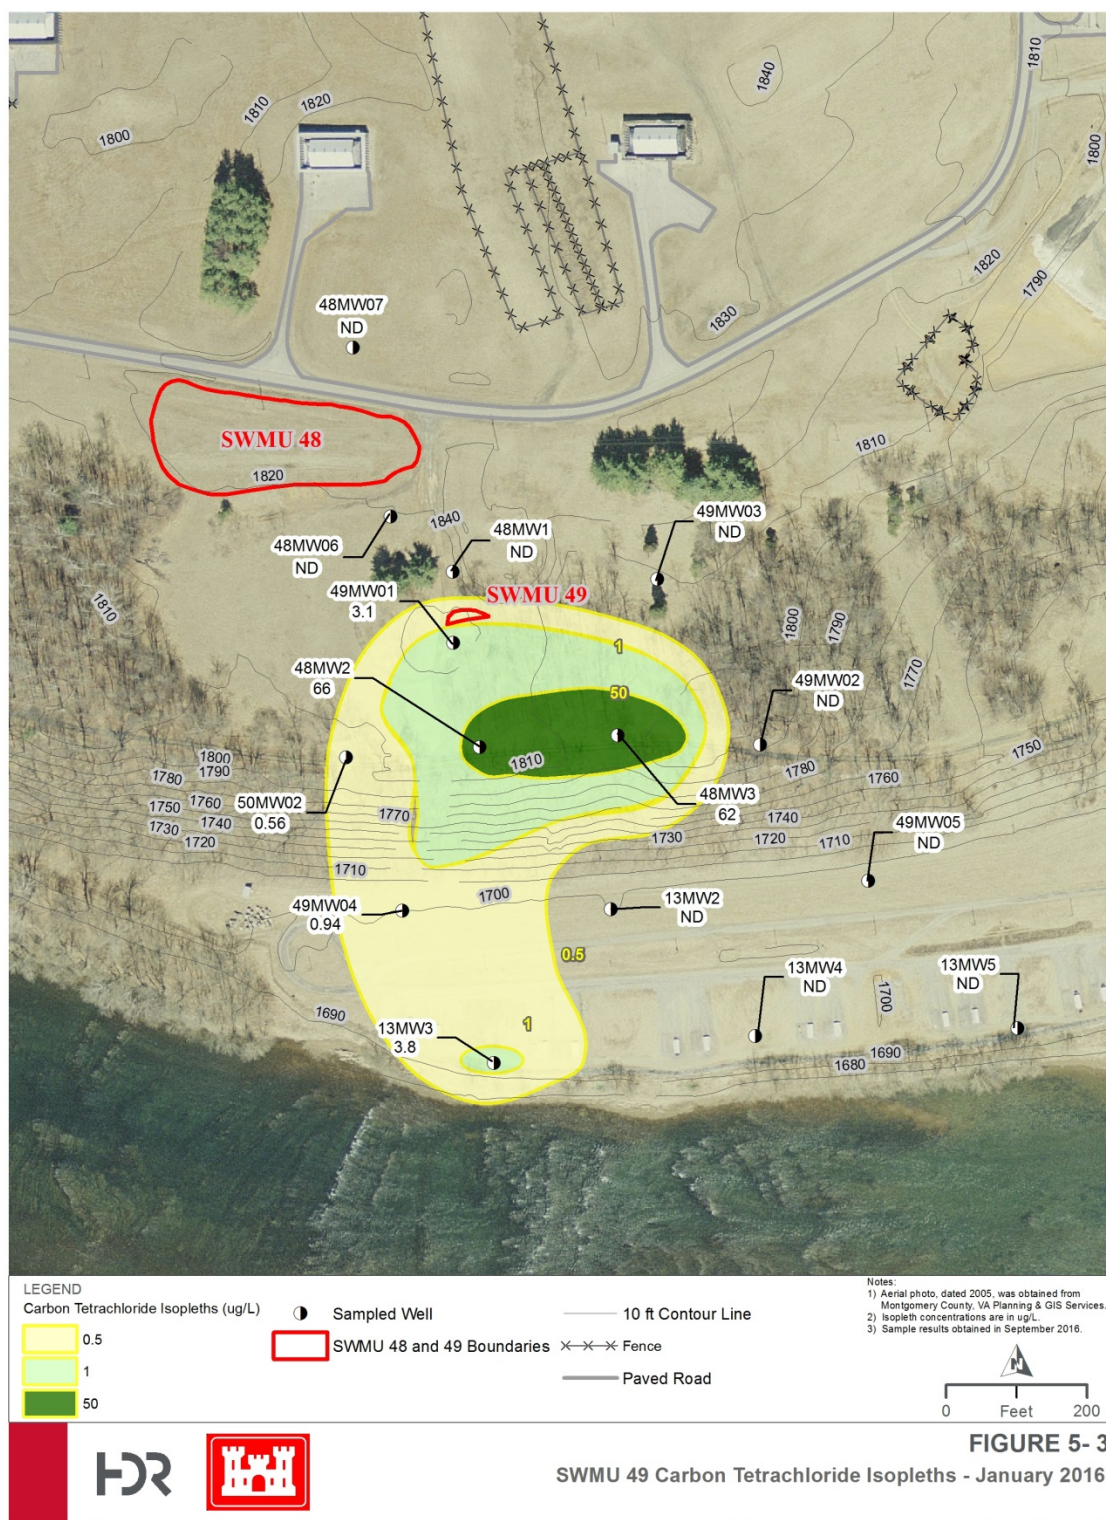 1840
1810
1810
1820
1800
1800
1820
1790
1830
48MW07
ND
SWMU 48
1810
1820
49MW03
ND
1840
48MW1
ND
48MW06
ND
49MW01
3.1
SWMU 49
1810
1800
1790
1
1770
48MW2
66
50
49MW02
ND
1810
1800
1790
1780
1750
1780
1760
50MW02
0.56
1750
1760
1740
1730
1720
1770
48MW3
62
1740
1730
1720
1710
49MW05
ND
1710
1700
49MW04
0.94
13MW2
ND
0.5
13MW4
ND
13MW5
ND
1700
1690
13MW3
3.8
1
1690
1680
LEGEND
Carbon Tetrachloride Isopleths (ug/L)
0.5
1
50
Sampled Well
SWMU 48 and 49 Boundaries
10 ft Contour Line
Fence
Paved Road
Notes:
1) Aerial photo, dated 2005, was obtained from
Montgomery County, VA Planning & GIS Services.
2) Isopleth concentrations are in ug/L.
3) Sample results obtained in September 2016.
N
0 Feet 200
HDR
FIGURE 5- 3
SWMU 49 Carbon Tetrachloride Isopleths - January 2016